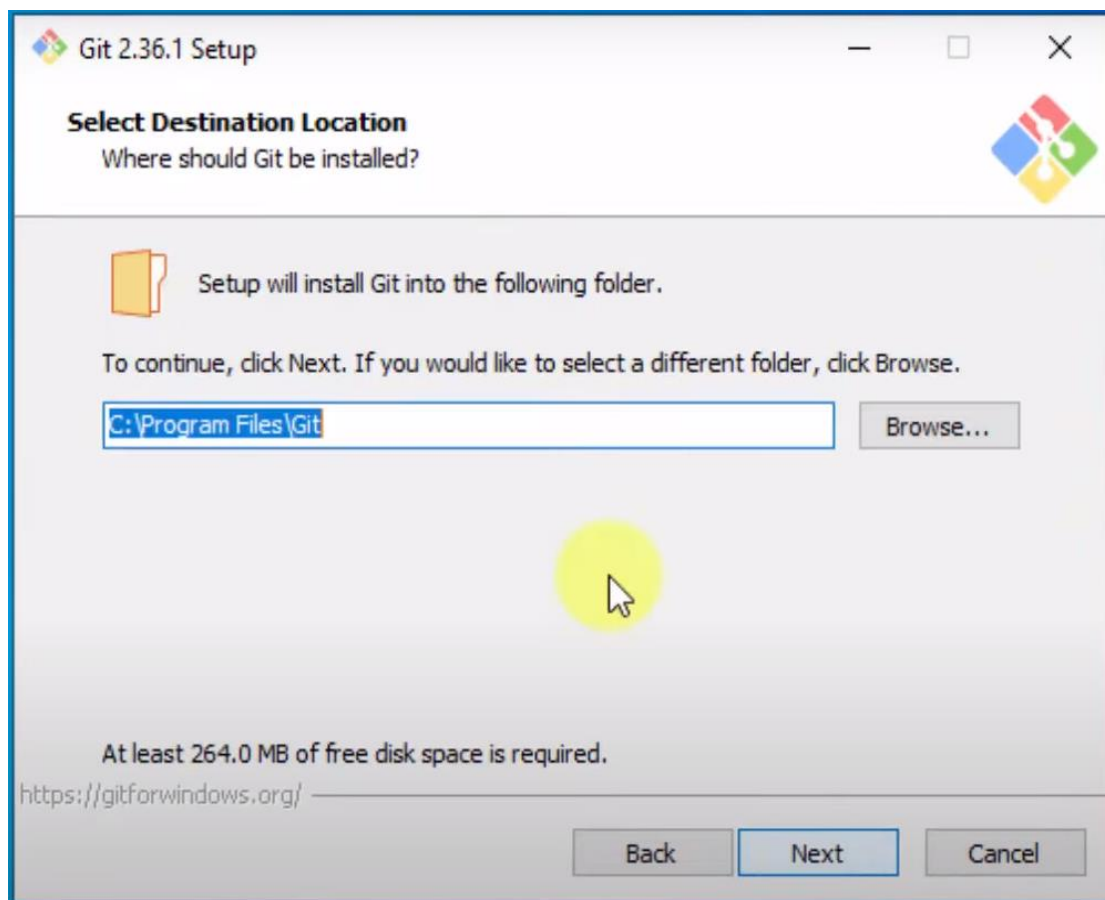 Git 2.36.1 Setup
Select Destination Location
Where should Git be installed?
Setup will install Git into the following folder.
To continue, click Next. If you would like to select a different folder, click Browse.
C:\Program Files\Git
Browse...
At least 264.0 MB of free disk space is required.
https://gitforwindows.org/
Back
Next
Cancel